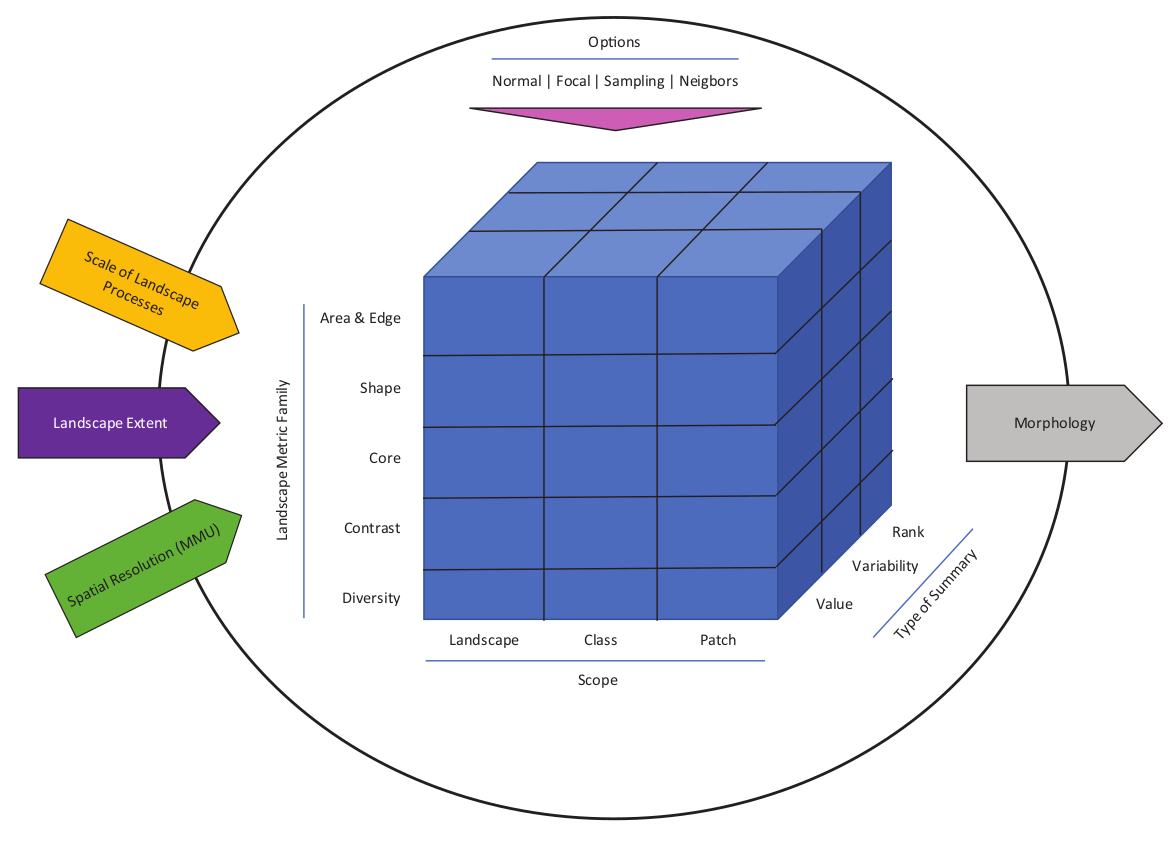 Options
Normal | Focal | Sampling | Neigbors
Scale of Landscape
Processes
Landscape Extent
Spatial Resolution (MMU)
Landscape Metric Family
Area & Edge
Shape
Core
Contrast
Diversity
Landscape Class Patch
Scope
Value
Variability
Rank
Type of Summary
Morphology